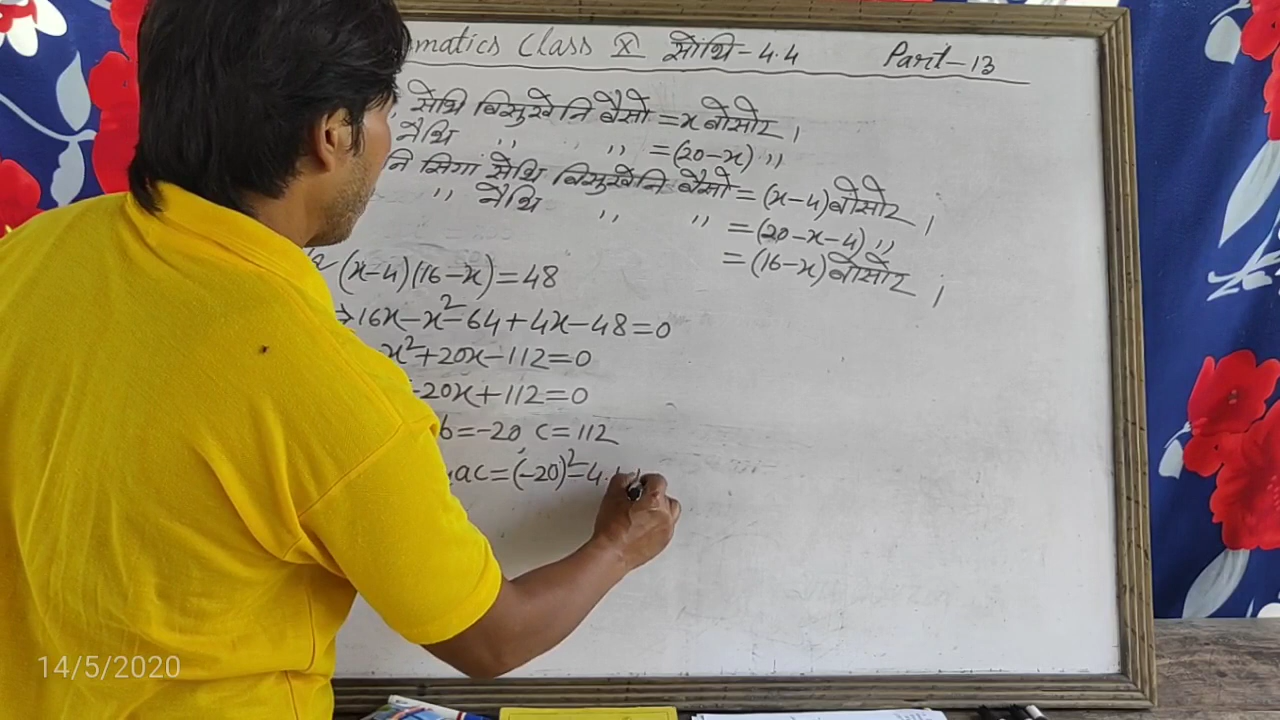 matics Class X सोंथि-4.4 Part-13
सेथि बिसुखेनि बैसो = x बोसोर,
नैथि ,, ,, = (20-x) ,,
नि सिगां सेथि बिसुखेनि बैसो = (x-4) बोसोर,
,, नैथि ,, ,, = (20-x-4) ,,
= (16-x) बोसोर,
(x-4)(16-x)=48
⇒16x-x²-64+4x-48=0
x²+20x-112=0
-20x+112=0
b=-20, c=112
ac=(-20)²-4.
14/5/2020